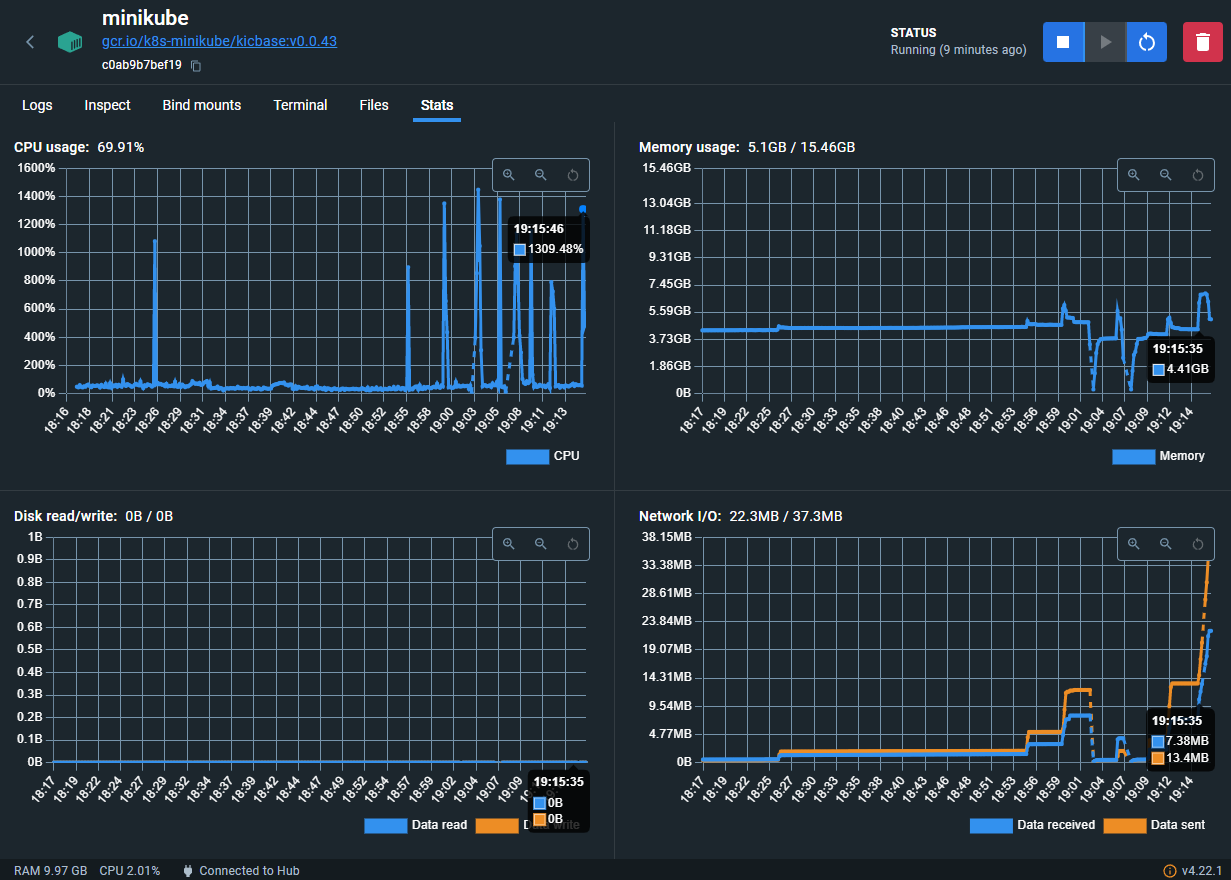 minikube
gcr.io/k8s-minikube/kicbase:v0.0.43
c0ab9b7bef19
STATUS
Running (9 minutes ago)
Logs Inspect Bind mounts Terminal Files Stats
CPU usage: 69.91%
1600%
1400%
1200%
1000%
800%
600%
400%
200%
0%
19:15:46
1309.48%
18:16 18:18 18:21 18:23 18:26 18:29 18:31 18:34 18:37 18:39 18:42 18:44 18:47 18:50 18:52 18:55 18:58 19:00 19:03 19:05 19:08 19:11 19:13
CPU
Memory usage: 5.1GB / 15.46GB
15.46GB
13.04GB
11.18GB
9.31GB
7.45GB
5.59GB
3.73GB
1.86GB
0B
19:15:35
4.41GB
18:17 18:19 18:22 18:25 18:27 18:30 18:33 18:35 18:38 18:40 18:43 18:46 18:48 18:51 18:53 18:56 18:59 19:01 19:04 19:07 19:09 19:12 19:14
Memory
Disk read/write: 0B / 0B
1B
0.9B
0.8B
0.7B
0.6B
0.5B
0.4B
0.3B
0.2B
0.1B
0B
18:17 18:19 18:22 18:24 18:27 18:29 18:32 18:34 18:37 18:39 18:42 18:44 18:47 18:49 18:52 18:54 18:57 18:59 19:02 19:04 19:07 19:09
19:15:35
0B
0B
Data read Data write
Network I/O: 22.3MB / 37.3MB
38.15MB
33.38MB
28.61MB
23.84MB
19.07MB
14.31MB
9.54MB
4.77MB
0B
19:15:35
7.38MB
13.4MB
18:17 18:19 18:22 18:25 18:27 18:30 18:33 18:35 18:38 18:40 18:43 18:46 18:48 18:51 18:53 18:56 18:59 19:01 19:04 19:07 19:09 19:12 19:14
Data received Data sent
RAM 9.97 GB CPU 2.01% Connected to Hub
v4.22.1